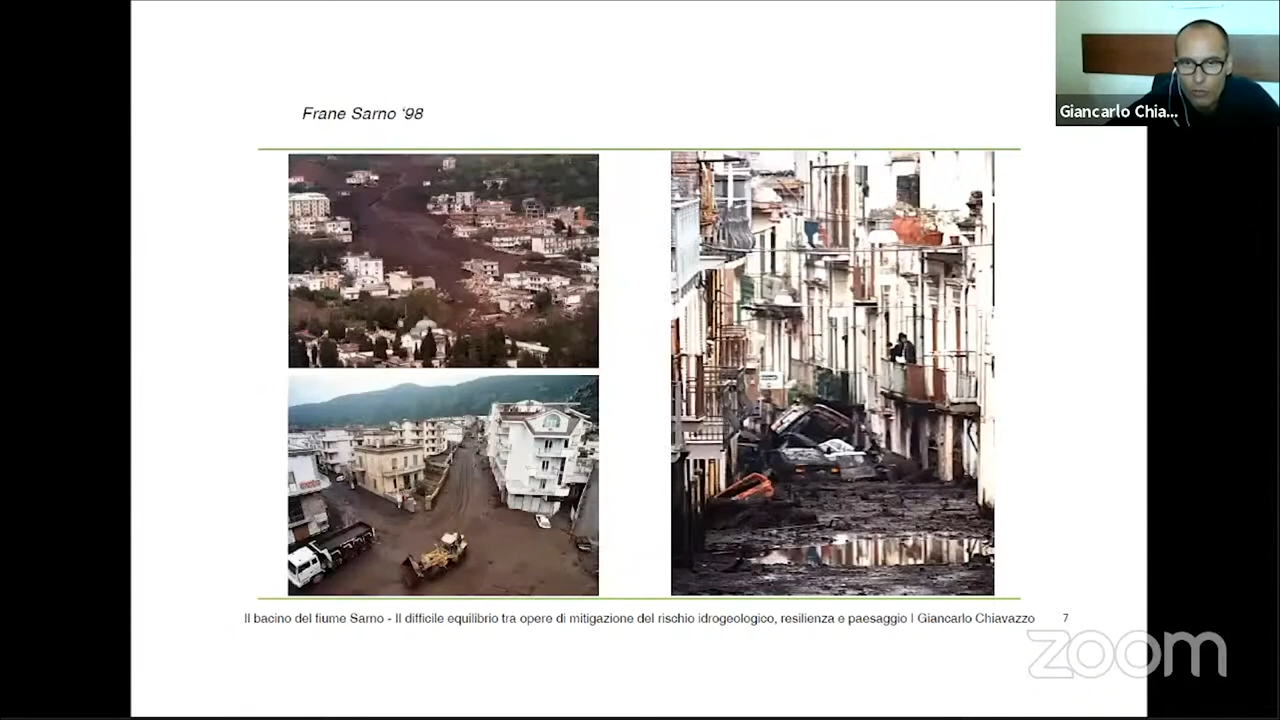 Frane Sarno ‘98
Giancarlo Chia...
Il bacino del fiume Sarno - Il difficile equilibrio tra opere di mitigazione del rischio idrogeologico, resilienza e paesaggio I Giancarlo Chiavazzo 7
zoom